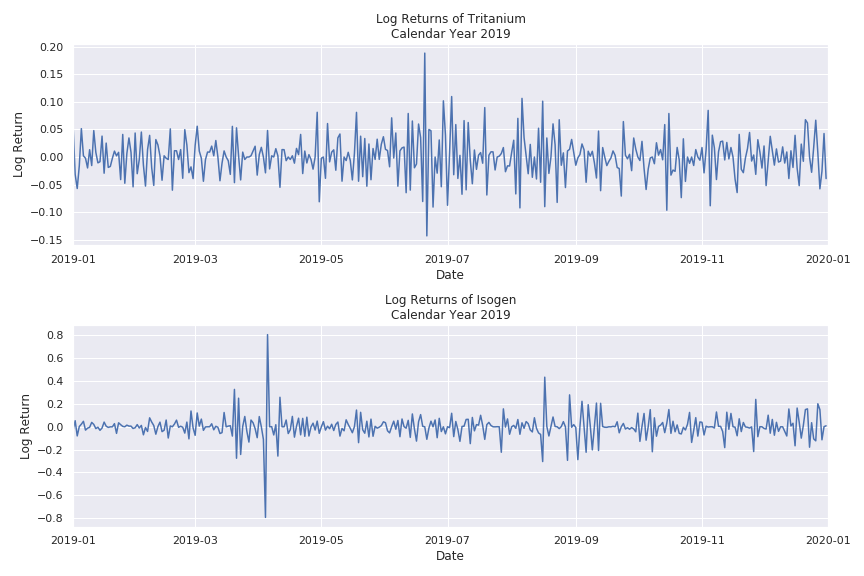 Log Returns of Tritanium
Calendar Year 2019
0.20
0.15
0.10
0.05
0.00
−0.05
−0.10
−0.15
Log Return
2019-01 2019-03 2019-05 2019-07 2019-09 2019-11 2020-01
Date
Log Returns of Isogen
Calendar Year 2019
0.8
0.6
0.4
0.2
0.0
−0.2
−0.4
−0.6
−0.8
Log Return
2019-01 2019-03 2019-05 2019-07 2019-09 2019-11 2020-01
Date